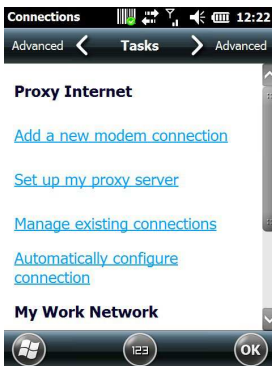 Connections 12:22
Advanced Tasks Advanced
Proxy Internet
Add a new modem connection
Set up my proxy server
Manage existing connections
Automatically configure
connection
My Work Network
123 OK